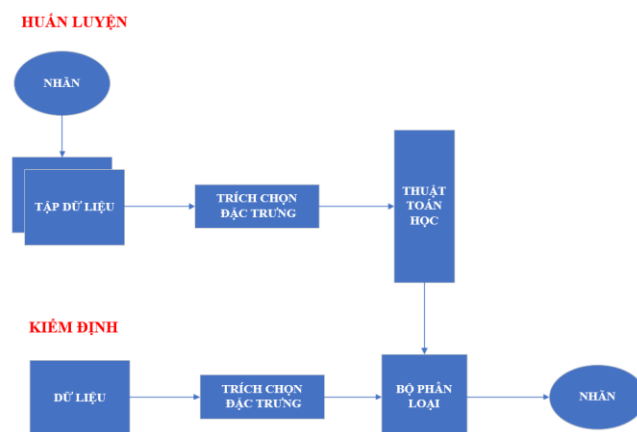 HUẤN LUYỆN
NHÃN
TẬP DỮ LIỆU
TRÍCH CHỌN
ĐẶC TRƯNG
THUẬT
TOÁN
HỌC
KIỂM ĐỊNH
DỮ LIỆU
TRÍCH CHỌN
ĐẶC TRƯNG
BỘ PHÂN
LOẠI
NHÃN